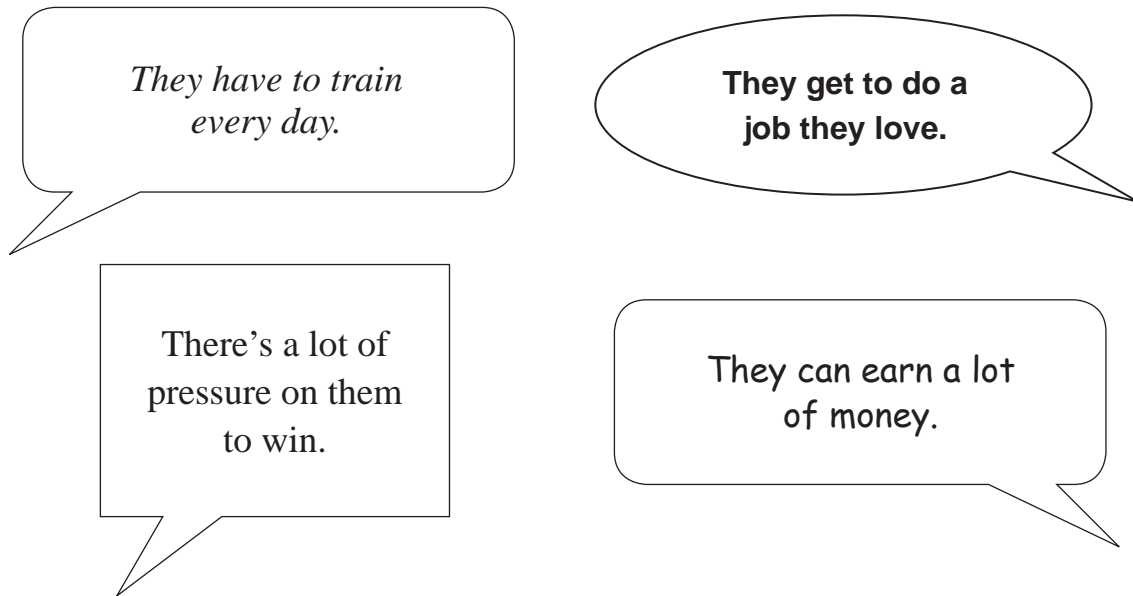 They have to train
every day.
They get to do a
job they love.
There’s a lot of
pressure on them
to win.
They can earn a lot
of money.